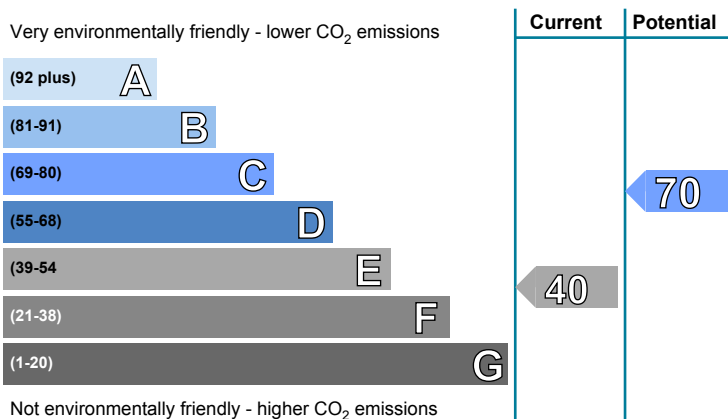 Very environmentally friendly - lower CO₂ emissions
Current
Potential
(92 plus) A
(81-91) B
(69-80) C
70
(55-68) D
(39-54 E
40
(21-38) F
(1-20) G
Not environmentally friendly - higher CO₂ emissions